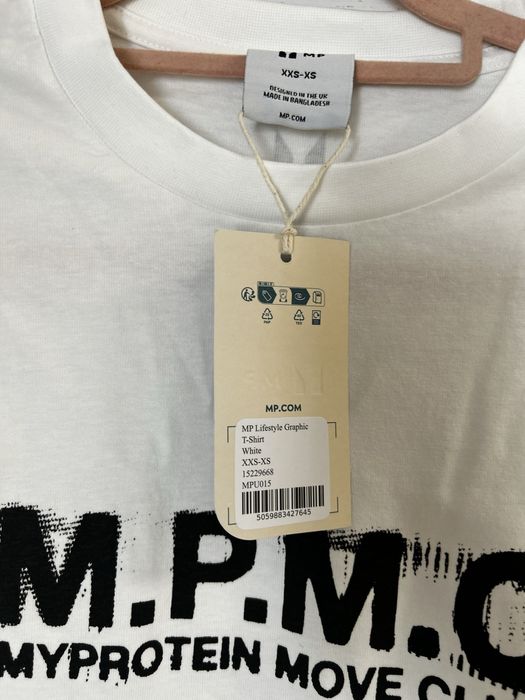 MP
XXS-XS
DESIGNED IN THE UK
MADE IN BANGLADESH
MP.COM
MP.COM
MP Lifestyle Graphic
T-Shirt
White
XXS-XS
15229668
MPU015
5059883427645
M.P.M.C
MYPROTEIN MOVE